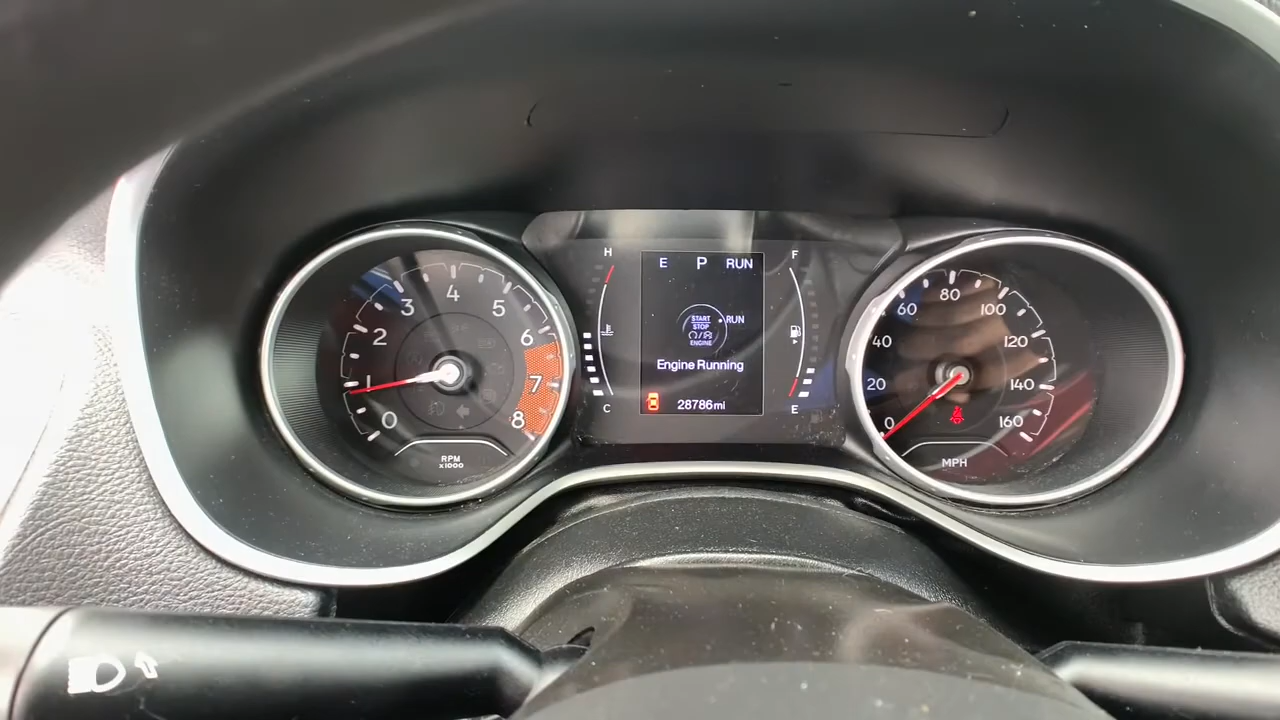 0
1
2
3
4
5
6
7
8
RPM
x1000
H
C
E P RUN
START
STOP
ENGINE
RUN
Engine Running
28786mi
F
E
0
20
40
60
80
100
120
140
160
MPH